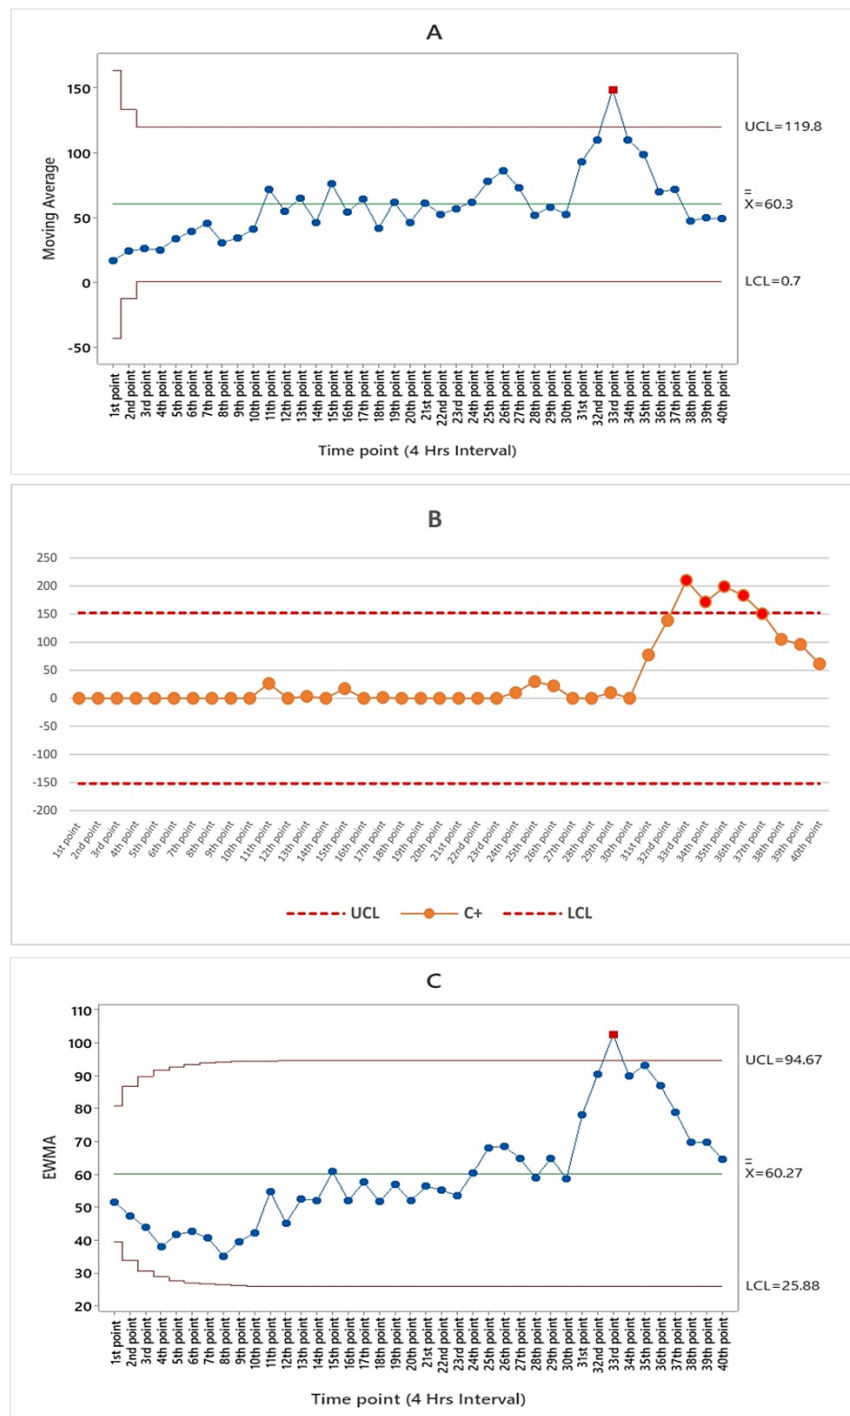 A
150
100
50
0
-50
Moving Average
UCL=119.8
X=60.3
LCL=0.7
1st point
2nd point
3rd point
4th point
5th point
6th point
7th point
8th point
9th point
10th point
11th point
12th point
13th point
14th point
15th point
16th point
17th point
18th point
19th point
20th point
21st point
22nd point
23rd point
24th point
25th point
26th point
27th point
28th point
29th point
30th point
31st point
32nd point
33rd point
34th point
35th point
36th point
37th point
38th point
39th point
40th point
Time point (4 Hrs Interval)
B
250
200
150
100
50
0
-50
-100
-150
-200
1st point
2nd point
3rd point
4th point
5th point
6th point
7th point
8th point
9th point
10th point
11th point
12th point
13th point
14th point
15th point
16th point
17th point
18th point
19th point
20th point
21st point
22nd point
23rd point
24th point
25th point
26th point
27th point
28th point
29th point
30th point
31st point
32nd point
33rd point
34th point
35th point
36th point
37th point
38th point
39th point
40th point
UCL C+ LCL
C
110
100
90
80
70
60
50
40
30
20
EWMA
UCL=94.67
X=60.27
LCL=25.88
1st point
2nd point
3rd point
4th point
5th point
6th point
7th point
8th point
9th point
10th point
11th point
12th point
13th point
14th point
15th point
16th point
17th point
18th point
19th point
20th point
21st point
22nd point
23rd point
24th point
25th point
26th point
27th point
28th point
29th point
30th point
31st point
32nd point
33rd point
34th point
35th point
36th point
37th point
38th point
39th point
40th point
Time point (4 Hrs Interval)